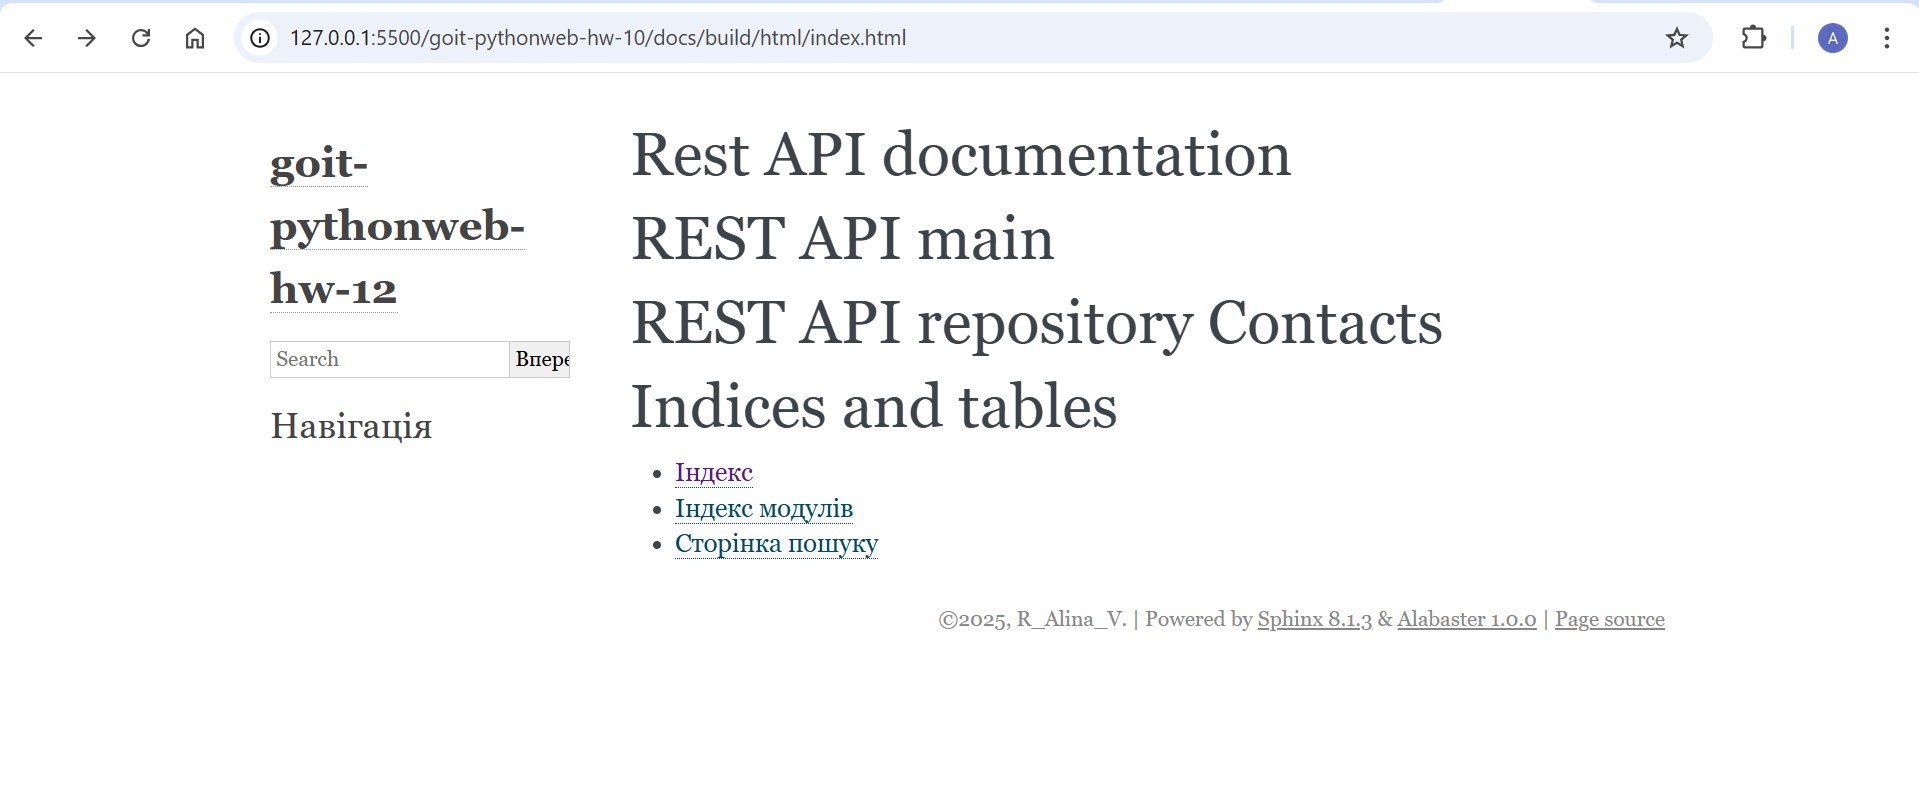 127.0.0.1:5500/goit-pythonweb-hw-10/docs/build/html/index.html
A
goit-
pythonweb-
hw-12
Search
Впере
Навігація
Rest API documentation
REST API main
REST API repository Contacts
Indices and tables
Індекс
Індекс модулів
Сторінка пошуку
©2025, R_Alina_V. | Powered by Sphinx 8.1.3 & Alabaster 1.0.0 | Page source